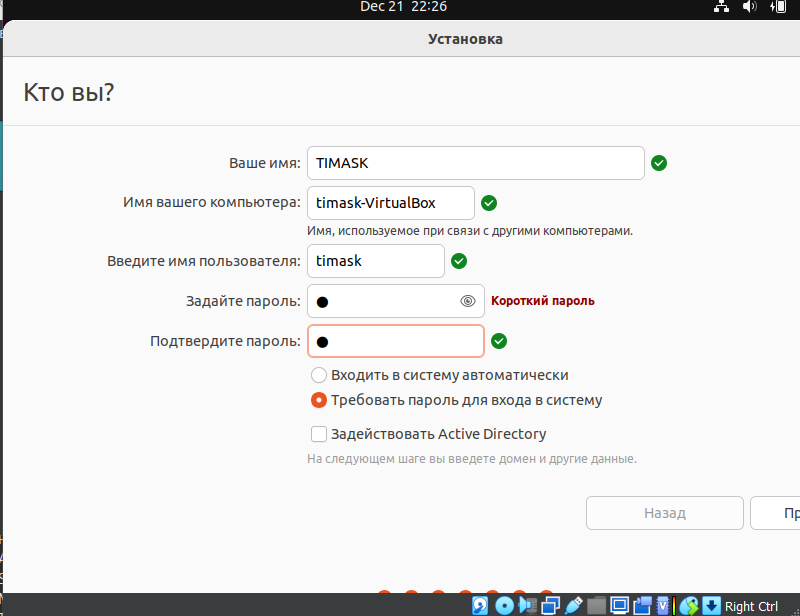 Dec 21 22:26
Установка
Кто вы?
Ваше имя: TIMASK
Имя вашего компьютера: timask-VirtualBox
Имя, используемое при связи с другими компьютерами.
Введите имя пользователя: timask
Задайте пароль: Короткий пароль
Подтвердите пароль:
Входить в систему автоматически
Требовать пароль для входа в систему
Задействовать Active Directory
На следующем шаге вы введете домен и другие данные.
Назад
Пр
Right Ctrl